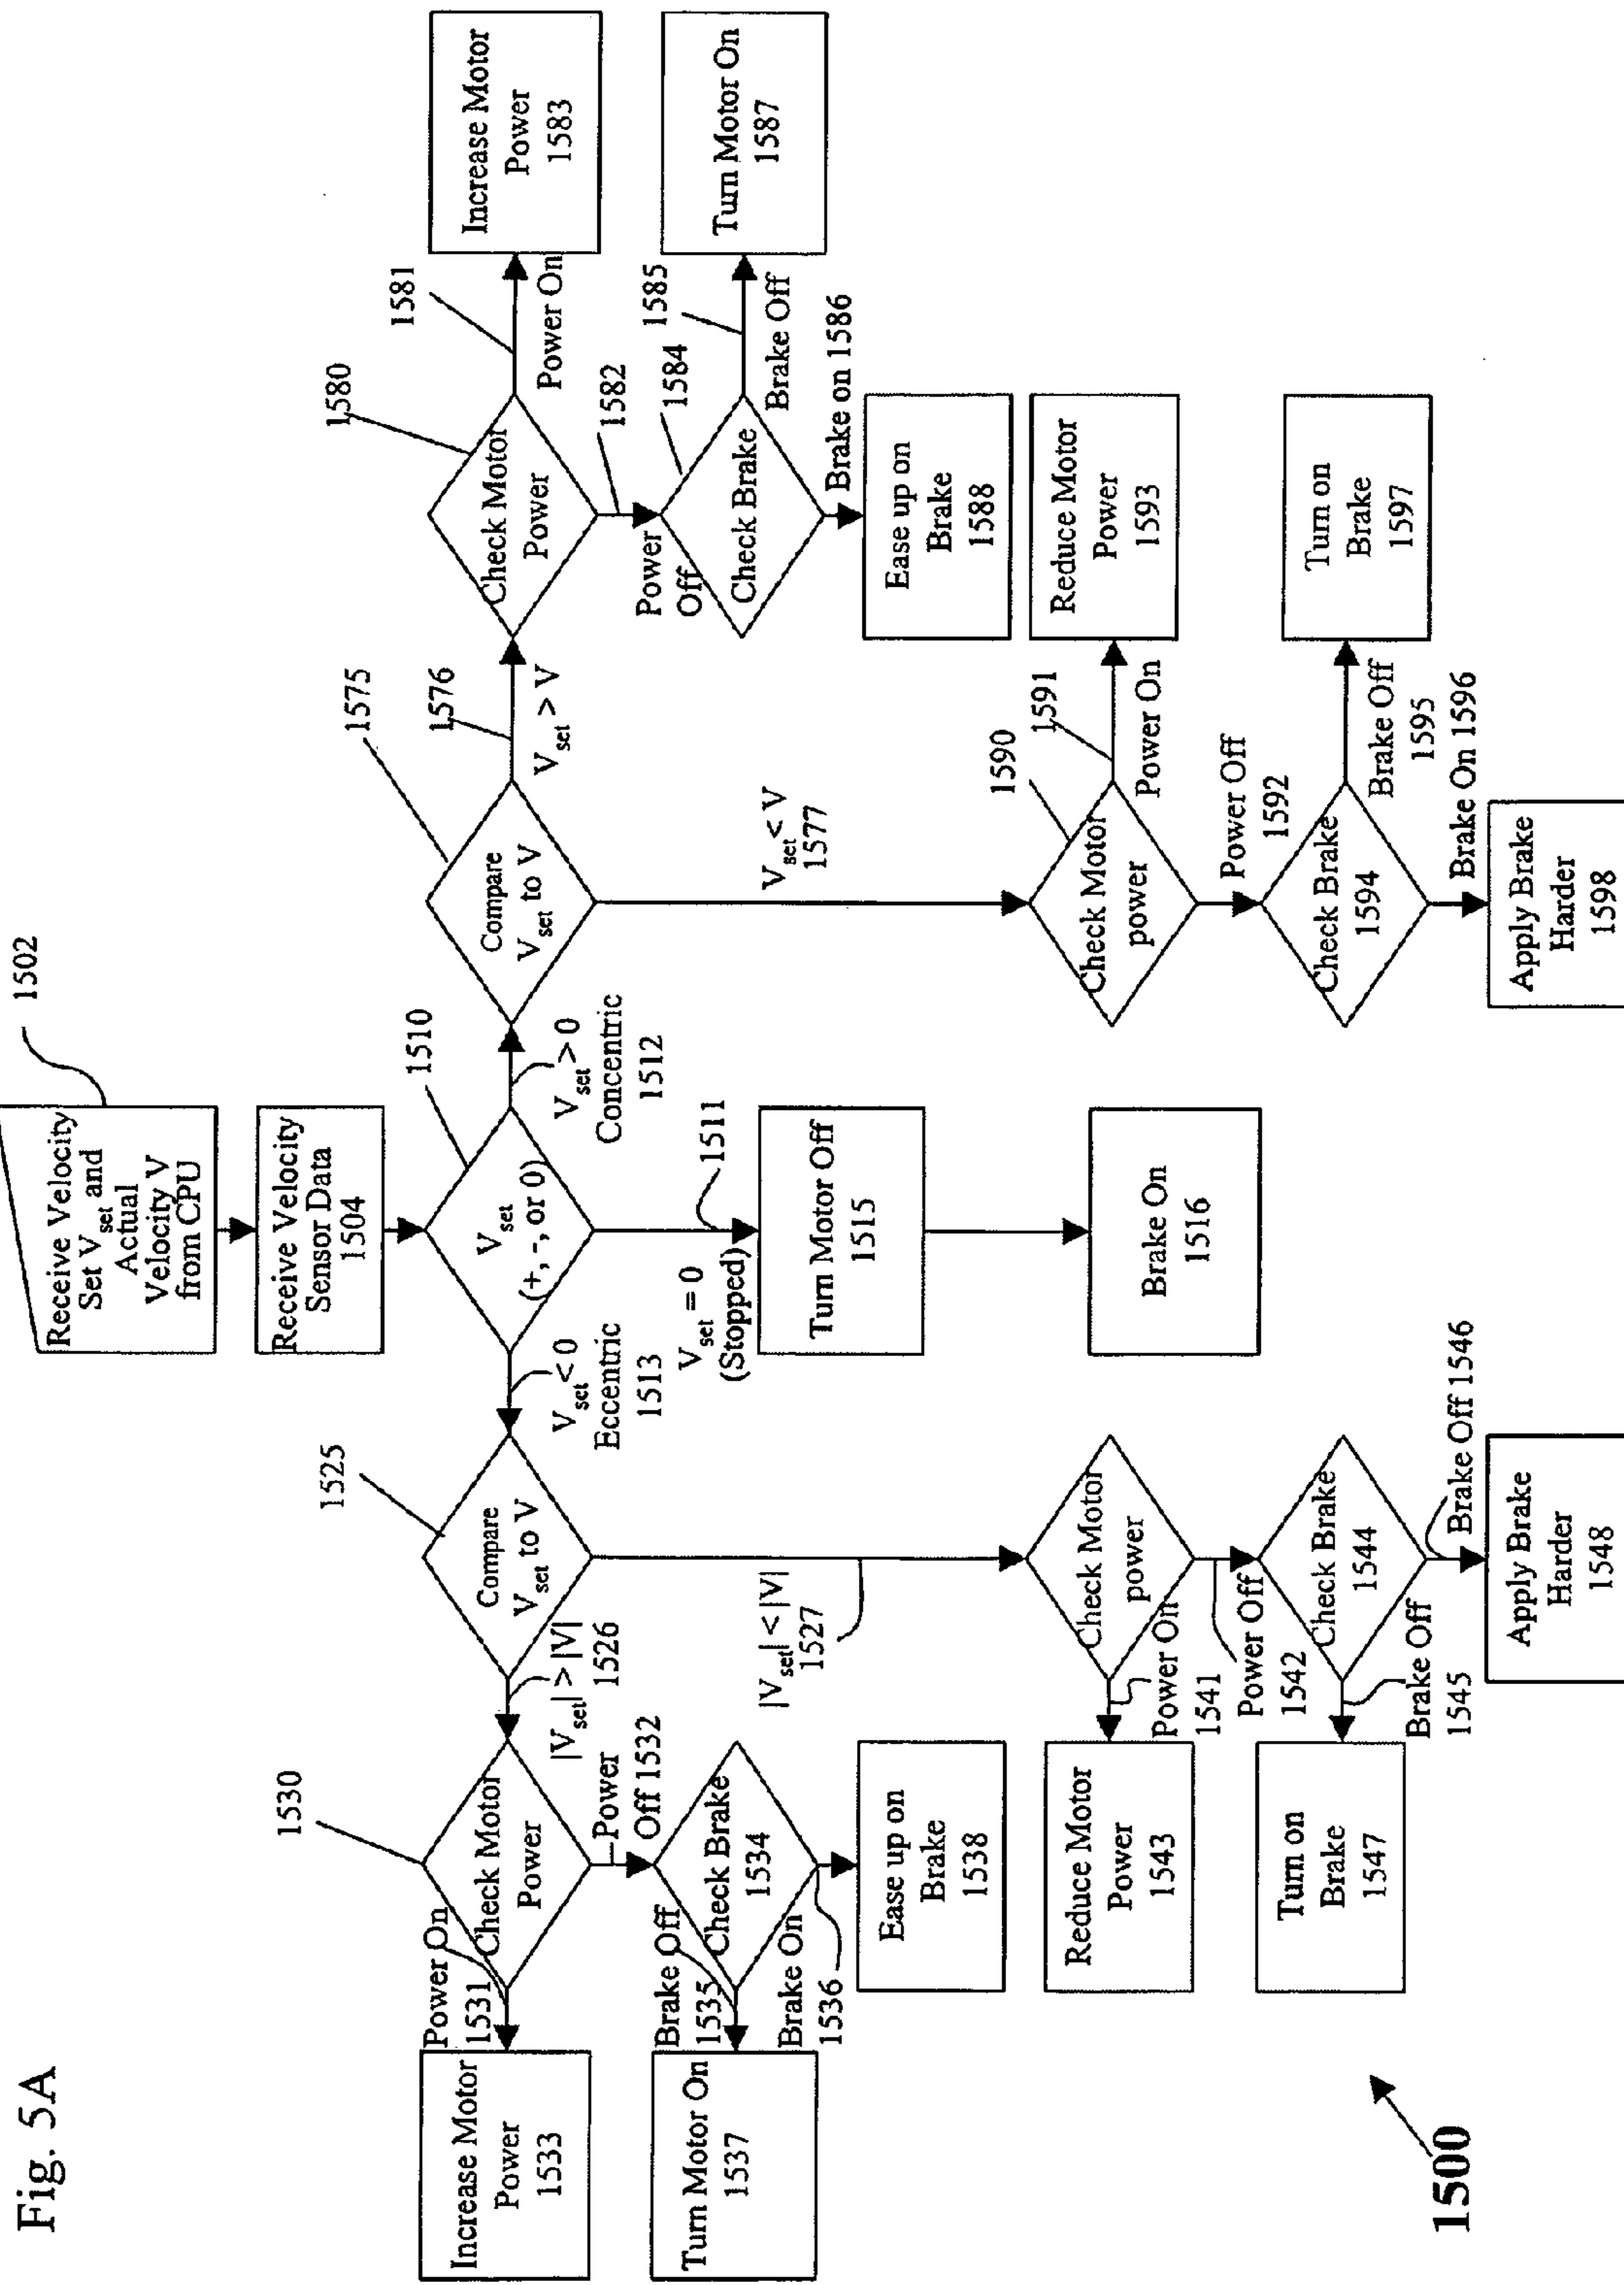 Fig. 5A
1502
Receive Velocity
Set Vset and
Actual
Velocity V
from CPU
Receive Velocity
Sensor Data
1504
1510
Vset
(+, -, or 0)
Vset < 0
Eccentric
1513
Vset > 0
Concentric
1512
Vset = 0
(Stopped)
1511
Turn Motor Off
1515
Brake On
1516
1525
Compare
Vset to V
|Vset| > |V|
1526
|Vset| < |V|
1527
1530
Check Motor
Power
Power On
1531
Increase Motor
Power
1533
Power
Off 1532
Check Brake
1534
Brake Off
1535
Turn Motor On
1537
Brake On
1536
Ease up on
Brake
1538
Check Motor
power
Power On
1541
Reduce Motor
Power
1543
Power Off
1542
Check Brake
1544
Brake Off
1545
Turn on
Brake
1547
Brake Off 1546
Apply Brake
Harder
1548
1575
Compare
Vset to V
1576
Vset > V
Vset < V
1577
1580
Check Motor
Power
1581
Power On
Increase Motor
Power
1583
1582
Power
Off
1584
Check Brake
1585
Brake Off
Turn Motor On
1587
Brake on 1586
Ease up on
Brake
1588
1590
Check Motor
power
1591
Power On
Reduce Motor
Power
1593
Power Off
1592
Check Brake
1594
Brake Off
1595
Turn on
Brake
1597
Brake On 1596
Apply Brake
Harder
1598
1500